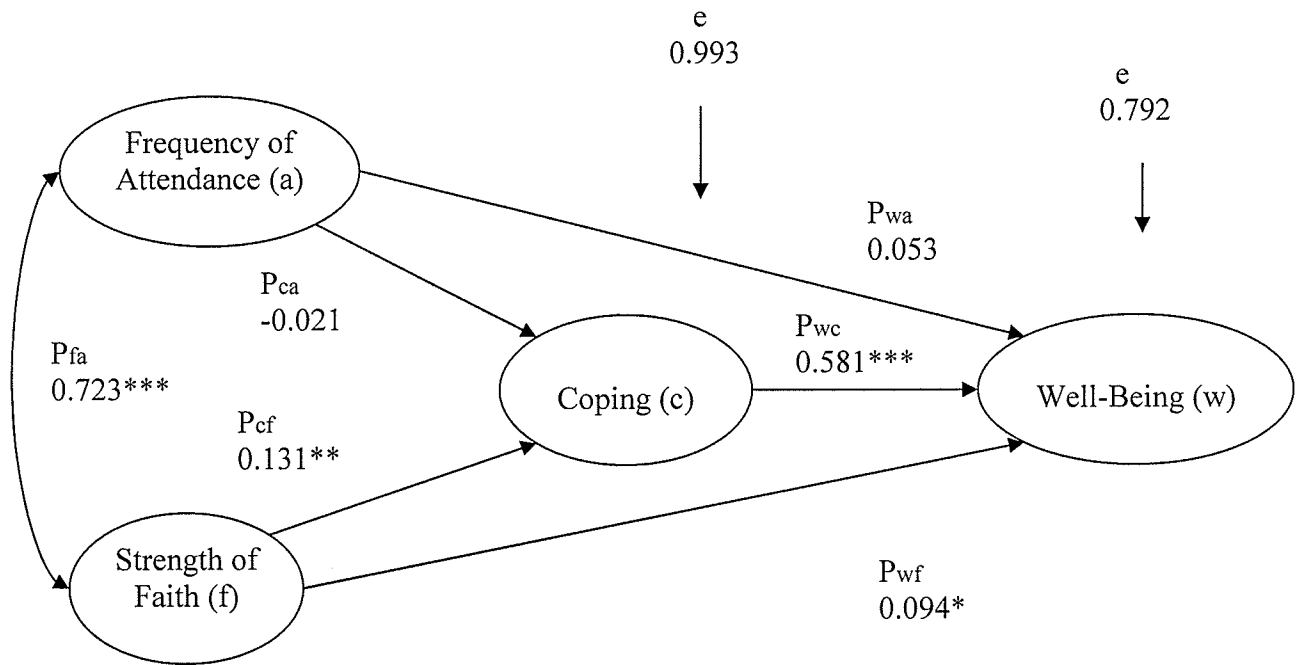 e
0.993
e
0.792
Frequency of
Attendance (a)
Pwa
0.053
Pca
-0.021
Pwc
0.581***
Pfa
0.723***
Coping (c)
Well-Being (w)
Pcf
0.131**
Strength of
Faith (f)
Pwf
0.094*